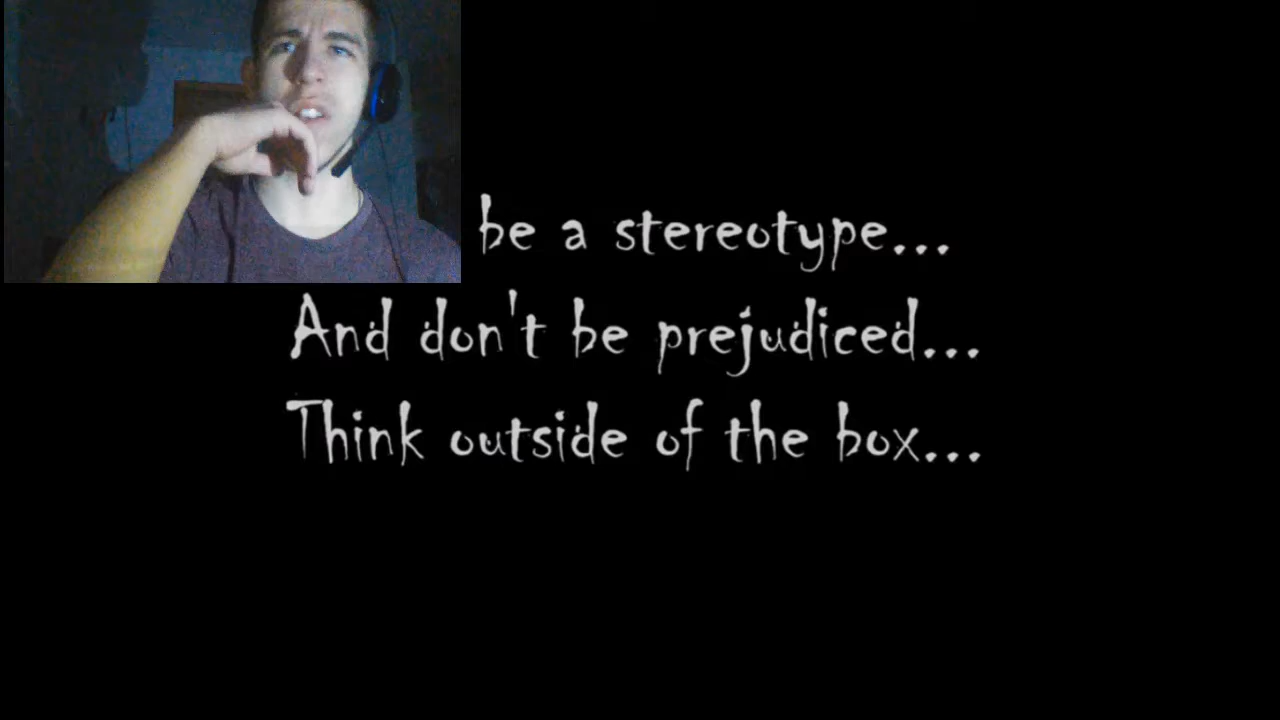 be a stereotype...
And don't be prejudiced...
Think outside of the box...